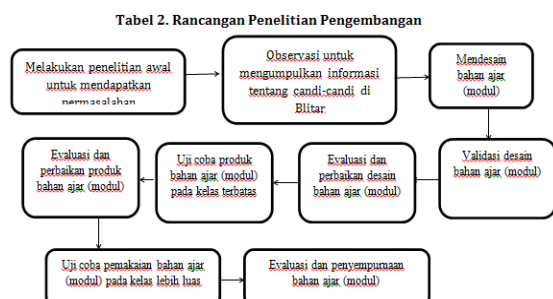 Tabel 2. Rancangan Penelitian Pengembangan
Melakukan penelitian awal
untuk mendapatkan
permasalahan
Observasi untuk
mengumpulkan informasi
tentang candi-candi di
Blitar.
Mendesain
bahan ajar
(modul)
Validasi desain
bahan ajar (modul)
Evaluasi dan
perbaikan desain
bahan ajar (modul)
Uji coba produk
bahan ajar (modul)
pada kelas terbatas
Evaluasi dan
perbaikan produk
bahan ajar (modul)
Uji coba pemakaian bahan ajar
(modul) pada kelas lebih luas
Evaluasi dan penyempurnaan
bahan ajar (modul)